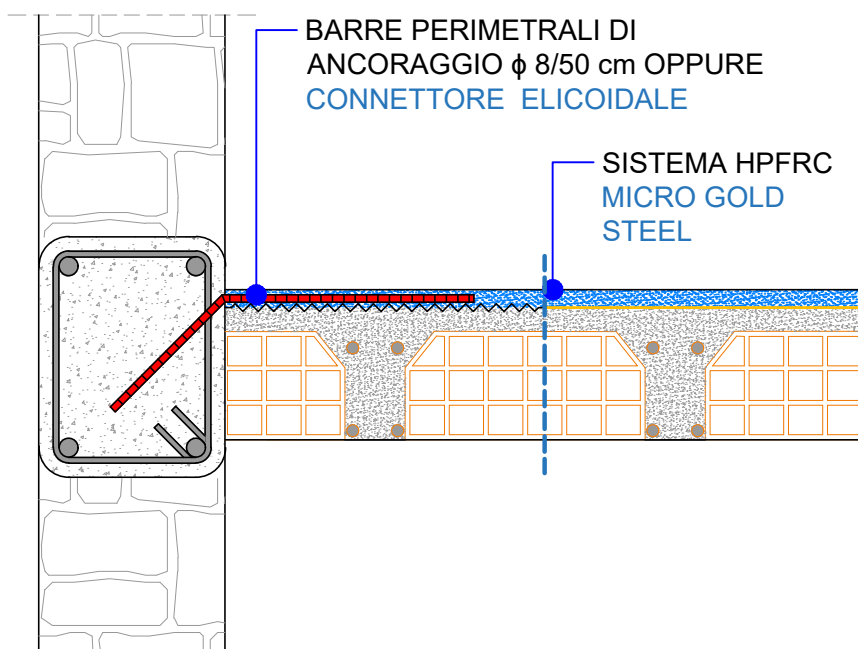 BARRE PERIMETRALI DI
ANCORAGGIO ϕ 8/50 cm OPPURE
CONNETTORE ELICOIDALE
SISTEMA HPFRC
MICRO GOLD
STEEL